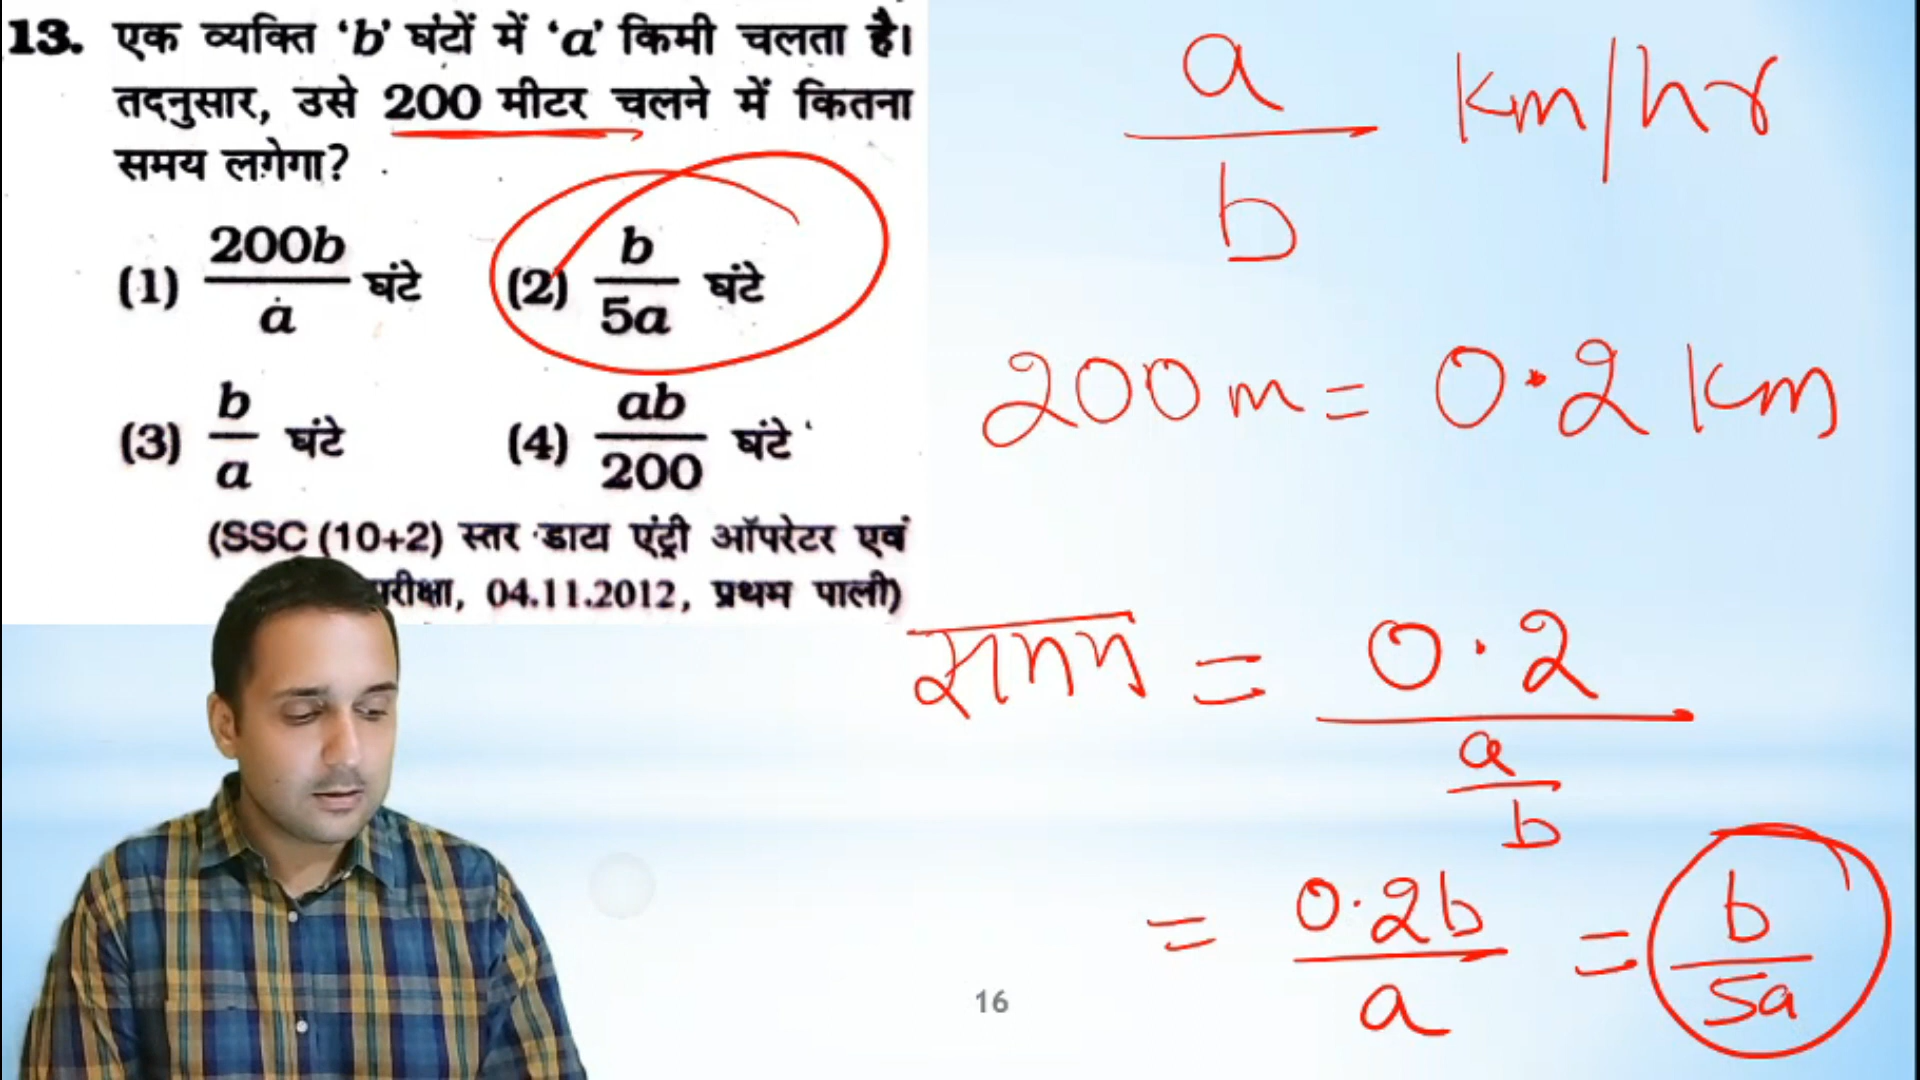 13. एक व्यक्ति ‘b’ घंटों में ‘a’ किमी चलता है।
तद्नुसार, उसे 200 मीटर चलने में कितना
समय लगेगा?
(1) 200b/a घंटे (2) b/5a घंटे
(3) b/a घंटे (4) ab/200 घंटे
(SSC (10+2) स्तर डाटा एंट्री ऑपरेटर एवं
परीक्षा, 04.11.2012, प्रथम पाली)
a/b km/hr
200m = 0.2 km
समय = 0.2/(a/b)
= 0.2b/a = b/5a
16